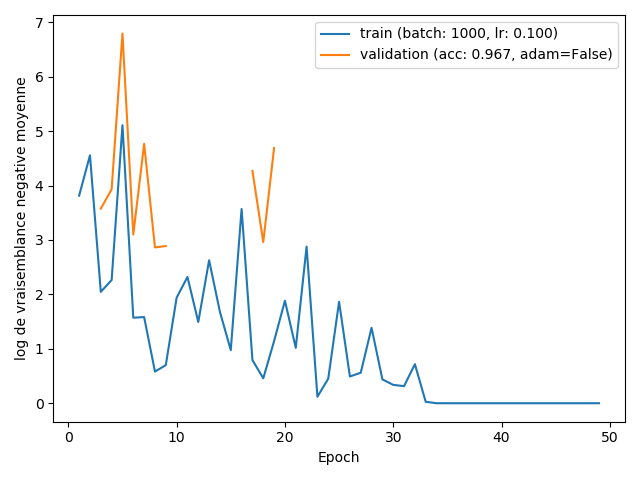 train (batch: 1000, lr: 0.100)
validation (acc: 0.967, adam=False)
log de vraisemblance negative moyenne
7
6
5
4
3
2
1
0
0 10 20 30 40 50
Epoch